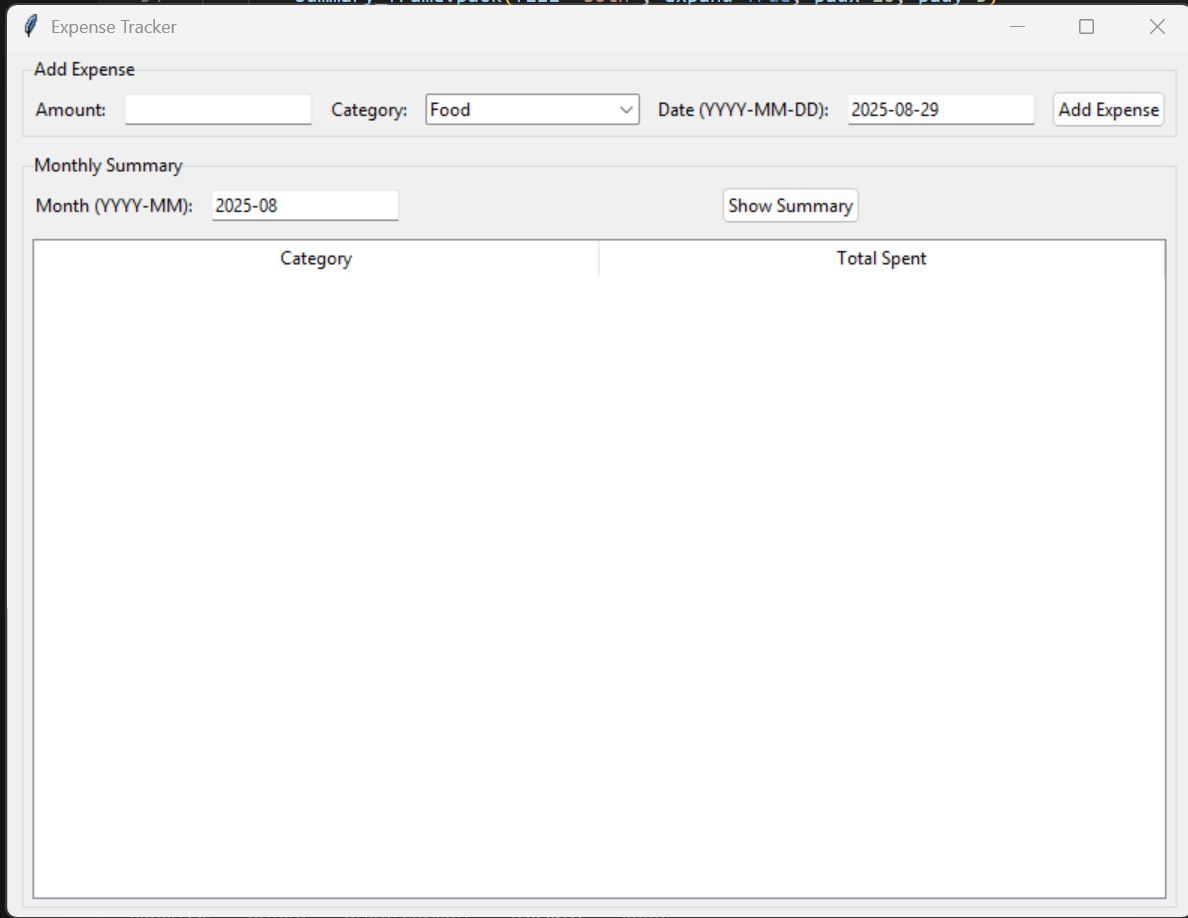 Expense Tracker
Add Expense
Amount: Category: Food Date (YYYY-MM-DD): 2025-08-29 Add Expense
Monthly Summary
Month (YYYY-MM): 2025-08 Show Summary
Category Total Spent